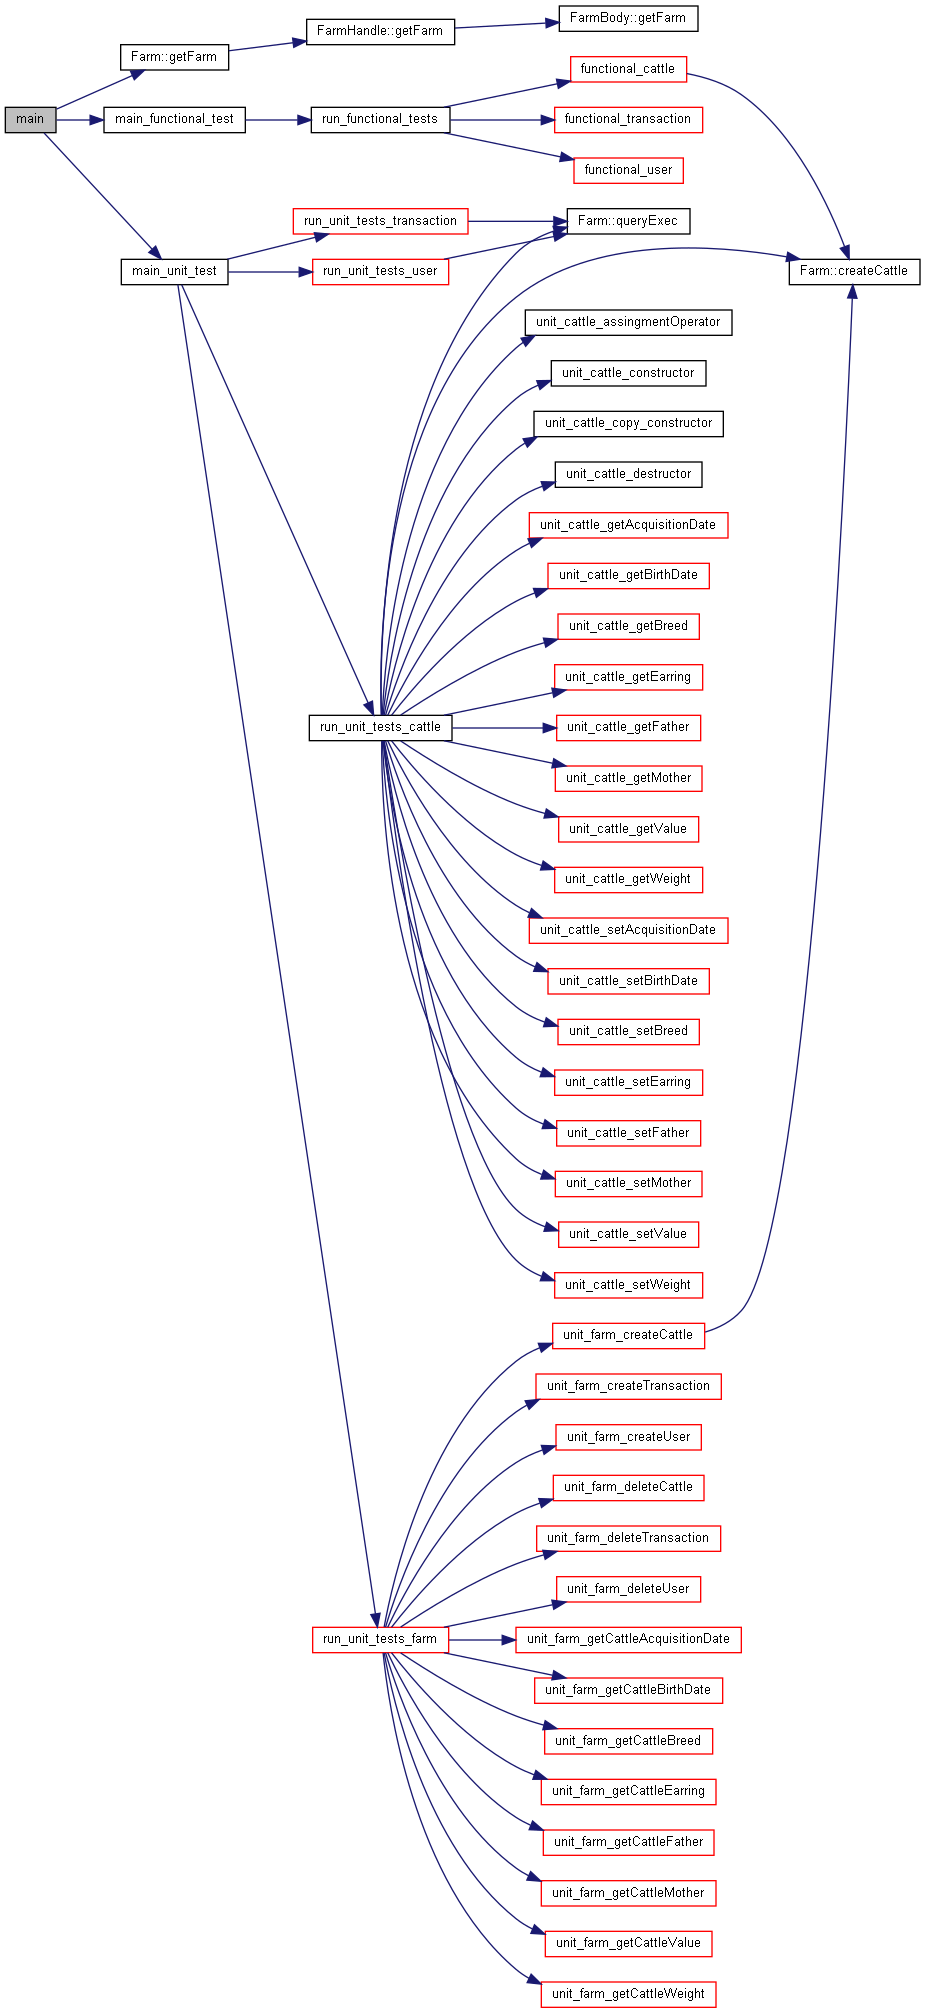 FarmBody::getFarm
FarmHandle::getFarm
Farm::getFarm
functional_cattle
main
main_functional_test
run_functional_tests
functional_transaction
functional_user
run_unit_tests_transaction
Farm::queryExec
main_unit_test
run_unit_tests_user
Farm::createCattle
unit_cattle_assingmentOperator
unit_cattle_constructor
unit_cattle_copy_constructor
unit_cattle_destructor
unit_cattle_getAcquisitionDate
unit_cattle_getBirthDate
unit_cattle_getBreed
unit_cattle_getEarring
run_unit_tests_cattle
unit_cattle_getFather
unit_cattle_getMother
unit_cattle_getValue
unit_cattle_getWeight
unit_cattle_setAcquisitionDate
unit_cattle_setBirthDate
unit_cattle_setBreed
unit_cattle_setEarring
unit_cattle_setFather
unit_cattle_setMother
unit_cattle_setValue
unit_cattle_setWeight
unit_farm_createCattle
unit_farm_createTransaction
unit_farm_createUser
unit_farm_deleteCattle
unit_farm_deleteTransaction
unit_farm_deleteUser
run_unit_tests_farm
unit_farm_getCattleAcquisitionDate
unit_farm_getCattleBirthDate
unit_farm_getCattleBreed
unit_farm_getCattleEarring
unit_farm_getCattleFather
unit_farm_getCattleMother
unit_farm_getCattleValue
unit_farm_getCattleWeight